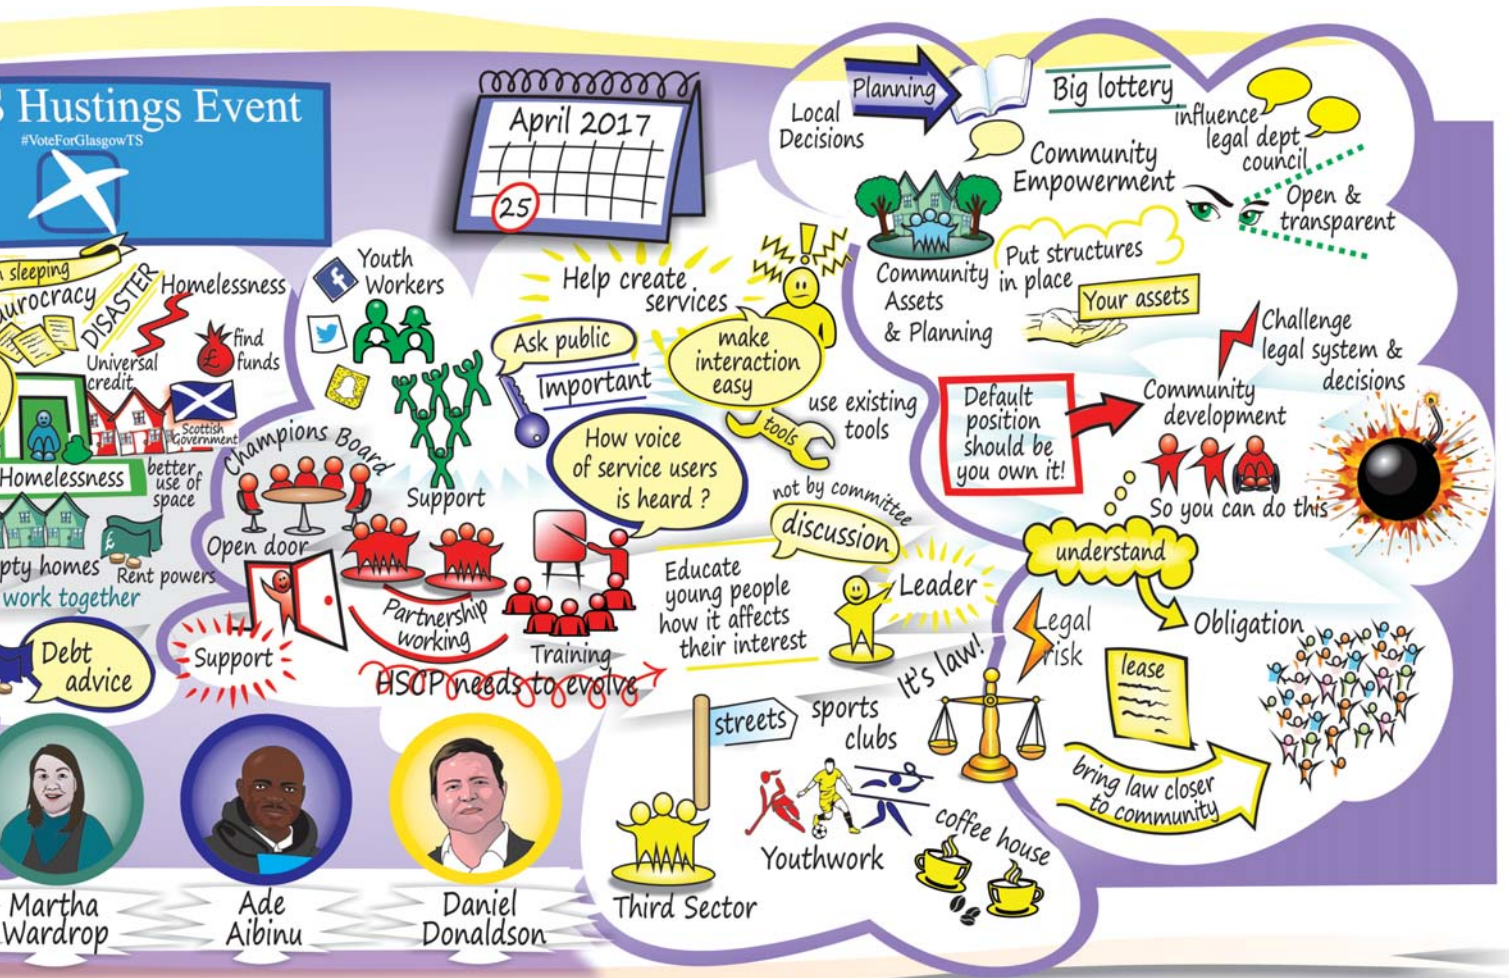 S Hustings Event
#VoteForGlasgowTS
April 2017
25
sleeping
DISASTER
Homelessness
find
funds
Universal
credit
Scottish
Government
Homelessness
better
use of
space
homes
Rent powers
work together
Debt
advice
Youth
Workers
Champions Board
Support
Open door
Partnership
working
Support
Training
HSCP needs to evolve
Help create
services
Ask public
Important
make
interaction
easy
tools
use existing
tools
How voice
of service users
is heard ?
not by committee
discussion
Educate
young people
how it affects
their interest
Leader
It's law!
streets
sports
clubs
Youthwork
coffee house
Third Sector
Local
Decisions
Planning
Big lottery
influence
legal dept
council
Community
Empowerment
Open &
transparent
Community
Assets
& Planning
Put structures
in place
Your assets
Challenge
legal system &
decisions
Default
position
should be
you own it!
Community
development
So you can do this
understand
Obligation
Legal
risk
lease
bring law closer
to community
Martha
Wardrop
Ade
Aibinu
Daniel
Donaldson